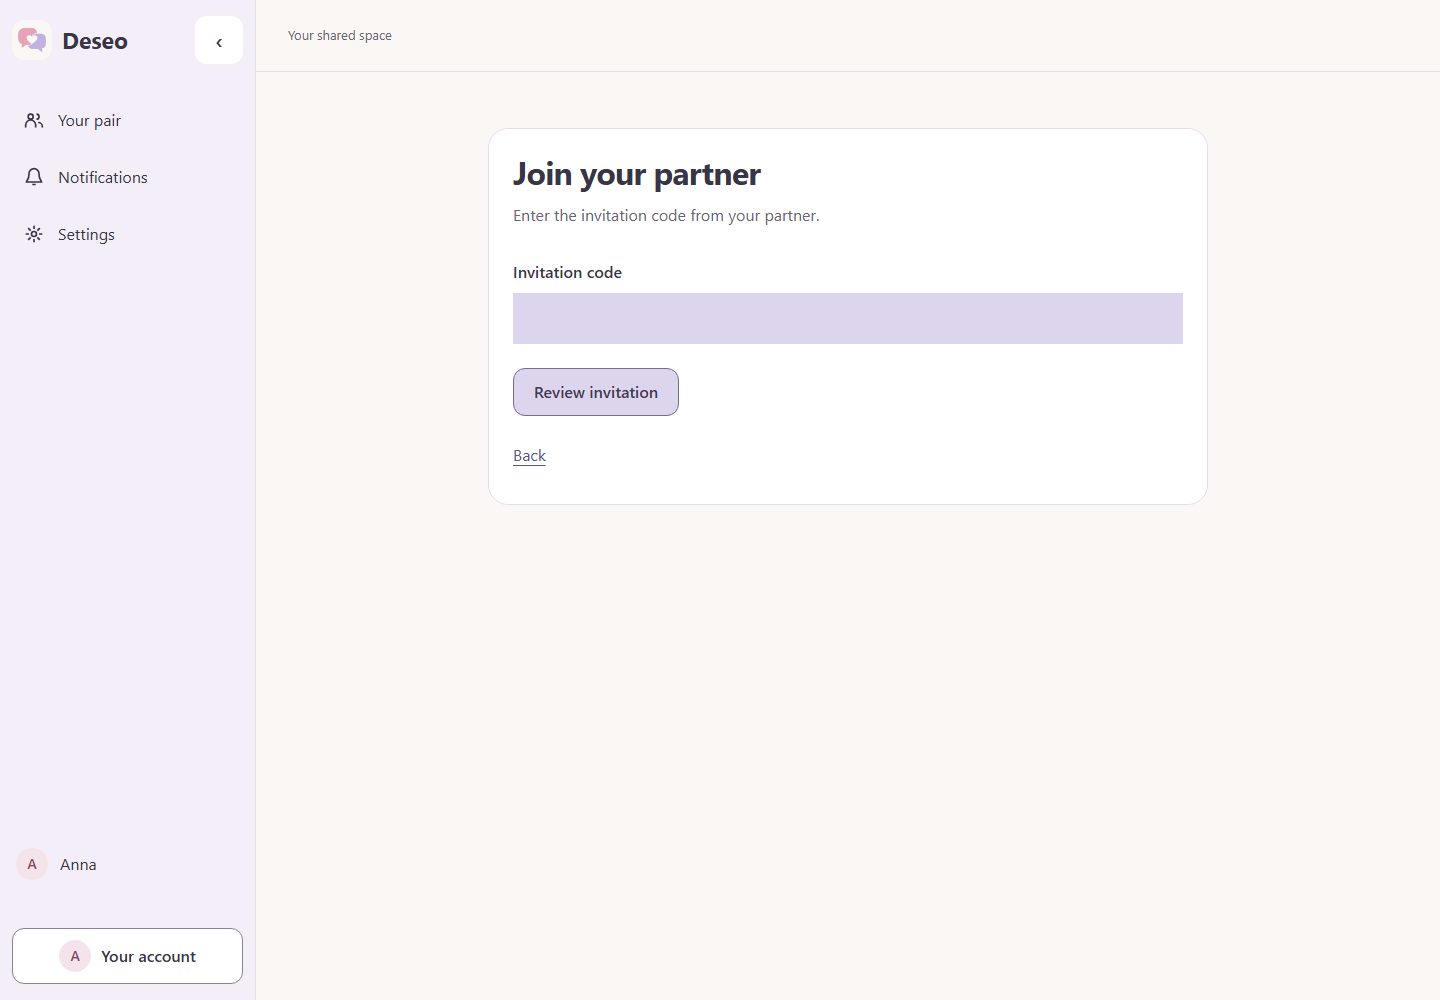 Deseo
‹
Your pair
Notifications
Settings
A Anna
A Your account
Your shared space
Join your partner
Enter the invitation code from your partner.
Invitation code
Review invitation
Back